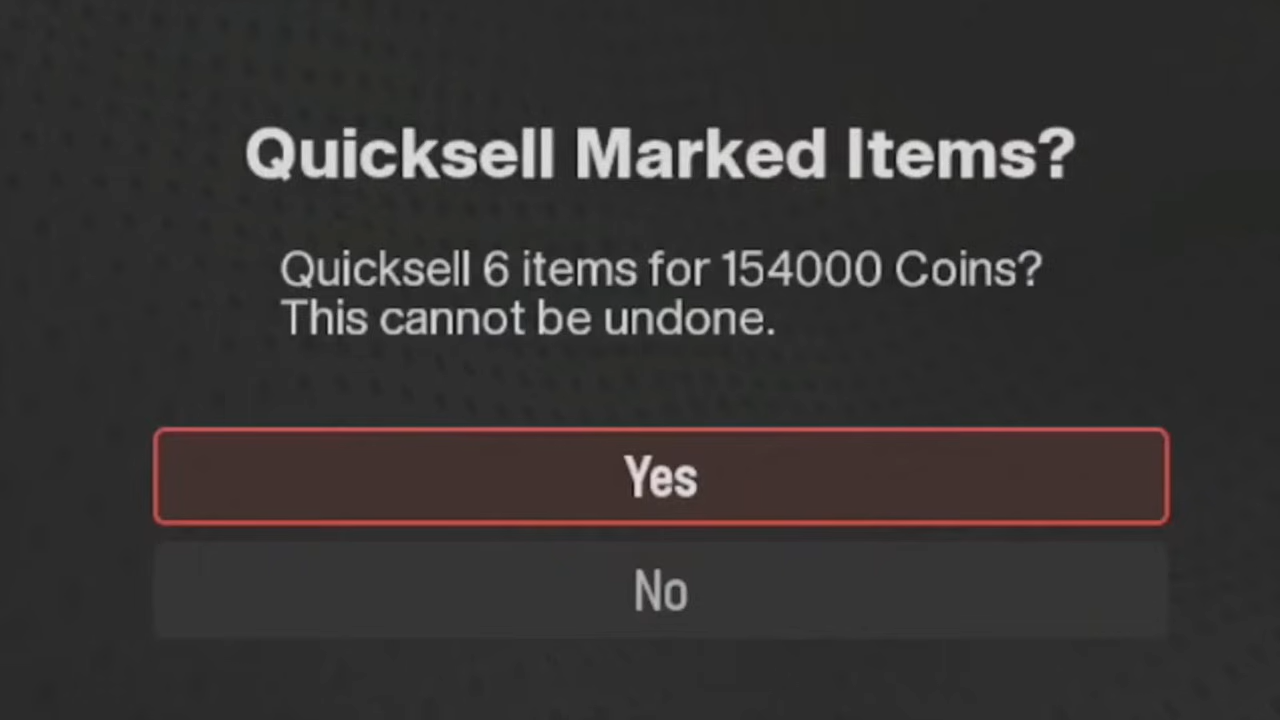 Quicksell Marked Items?
Quicksell 6 items for 154000 Coins?
This cannot be undone.
Yes
No